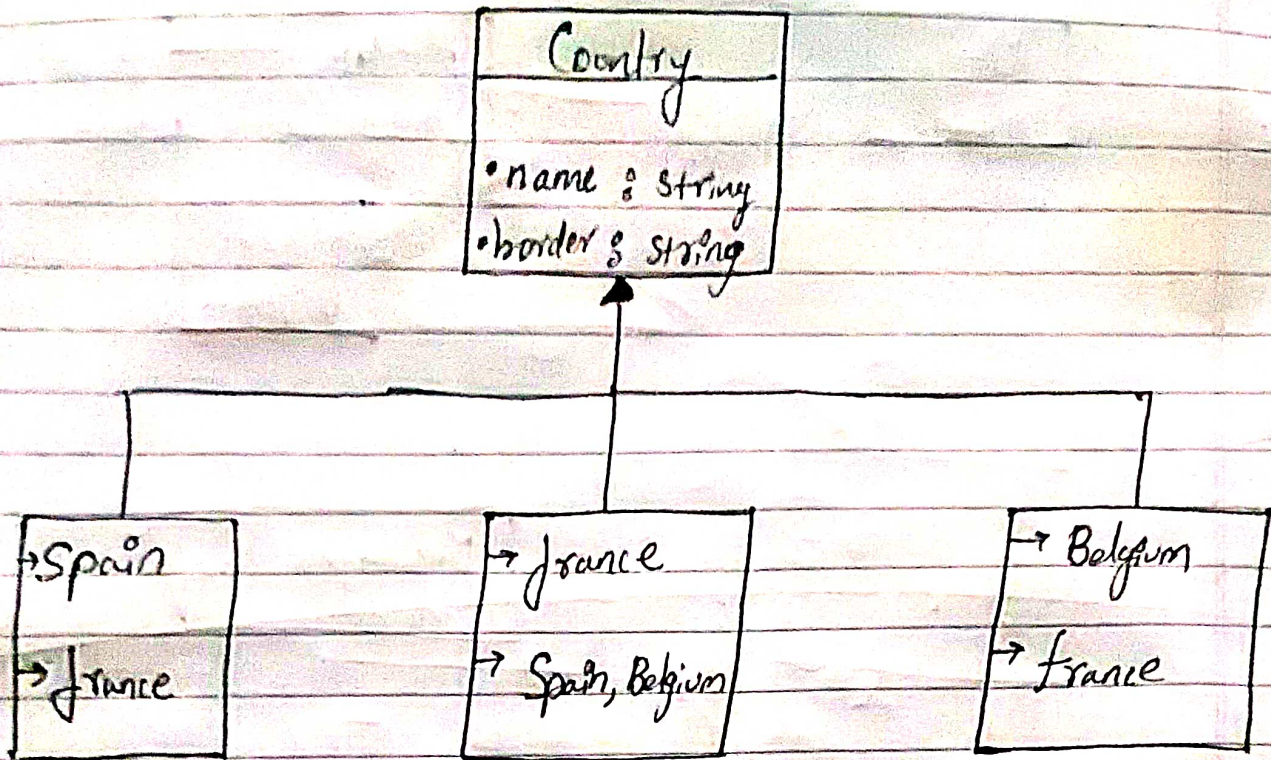 Country
• name : string
• border : string
→ Spain
→ france
→ france
→ Spain, Belgium
→ Belgium
→ france